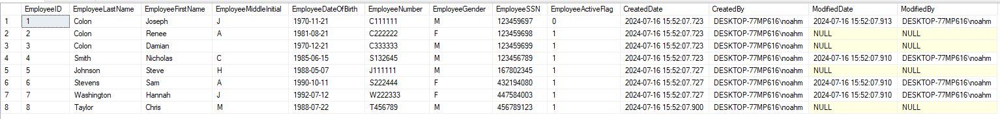 EmployeeID EmployeeLastName EmployeeFirstName EmployeeMiddleInitial EmployeeDateOfBirth EmployeeNumber EmployeeGender EmployeeSSN EmployeeActiveFlag CreatedDate CreatedBy ModifiedDate ModifiedBy
1 1 Colon Joseph J 1970-11-21 C111111 M 123459697 0 2024-07-16 15:52:07.723 DESKTOP-77MP616\noahm 2024-07-16 15:52:07.913 DESKTOP-77MP616\noahm
2 2 Colon Renee A 1981-08-21 C222222 F 123459698 1 2024-07-16 15:52:07.723 DESKTOP-77MP616\noahm NULL NULL
3 3 Colon Damian 1970-12-21 C333333 M 123459699 1 2024-07-16 15:52:07.723 DESKTOP-77MP616\noahm NULL NULL
4 4 Smith Nicholas C 1985-06-15 S132645 M 123456789 1 2024-07-16 15:52:07.723 DESKTOP-77MP616\noahm 2024-07-16 15:52:07.910 DESKTOP-77MP616\noahm
5 5 Johnson Steve H 1988-05-07 J111111 M 167802345 1 2024-07-16 15:52:07.727 DESKTOP-77MP616\noahm NULL NULL
6 6 Stevens Sam A 1990-10-11 S222444 F 432194080 1 2024-07-16 15:52:07.727 DESKTOP-77MP616\noahm 2024-07-16 15:52:07.910 DESKTOP-77MP616\noahm
7 7 Washington Hannah J 1992-07-12 W222333 F 447584003 1 2024-07-16 15:52:07.727 DESKTOP-77MP616\noahm 2024-07-16 15:52:07.910 DESKTOP-77MP616\noahm
8 8 Taylor Chris M 1988-07-22 T456789 M 456789123 1 2024-07-16 15:52:07.900 DESKTOP-77MP616\noahm NULL NULL